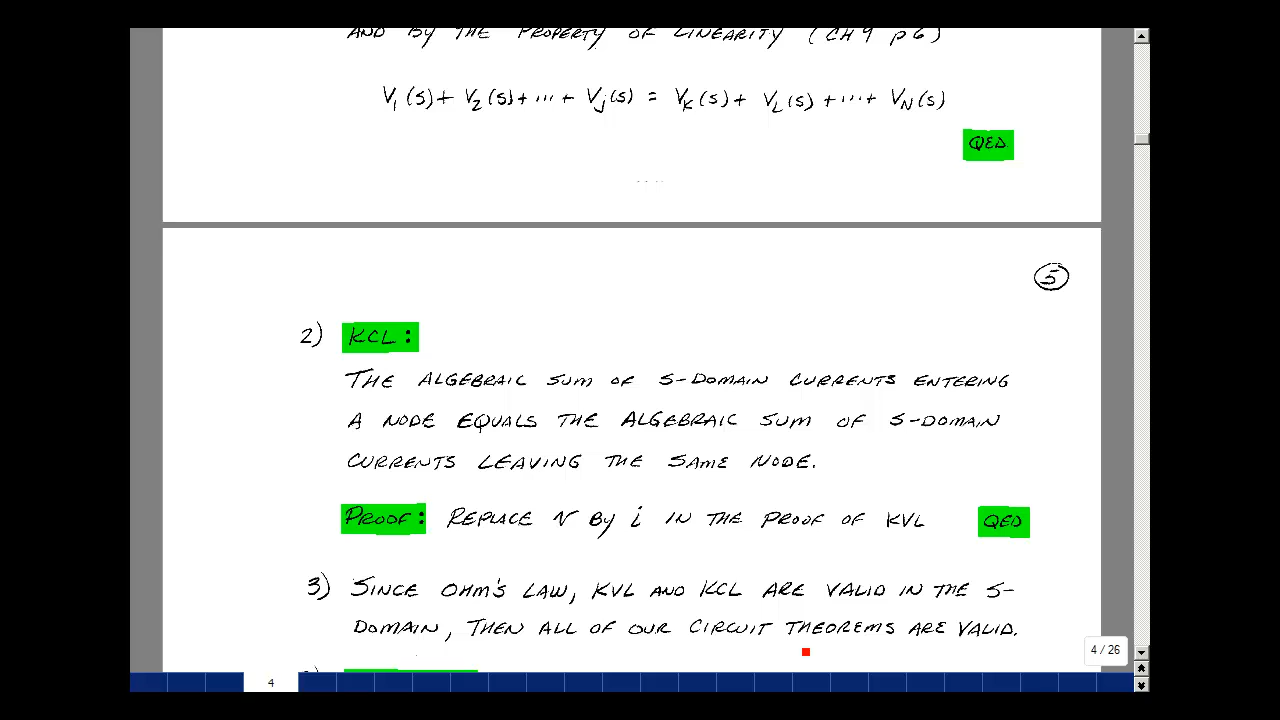 AND BY THE PROPERTY OF LINEARITY (CH 9 p6)
V₁(s) + V₂(s) + ... + Vj(s) = VK(s) + VL(s) + ... + VN(s)
QED
5
2) KCL:
THE ALGEBRAIC SUM OF S-DOMAIN CURRENTS ENTERING
A NODE EQUALS THE ALGEBRAIC SUM OF S-DOMAIN
CURRENTS LEAVING THE SAME NODE.
PROOF: REPLACE v BY i IN THE PROOF OF KVL QED
3) SINCE OHM'S LAW, KVL AND KCL ARE VALID IN THE S-
DOMAIN, THEN ALL OF OUR CIRCUIT THEOREMS ARE VALID.
4 / 26
4